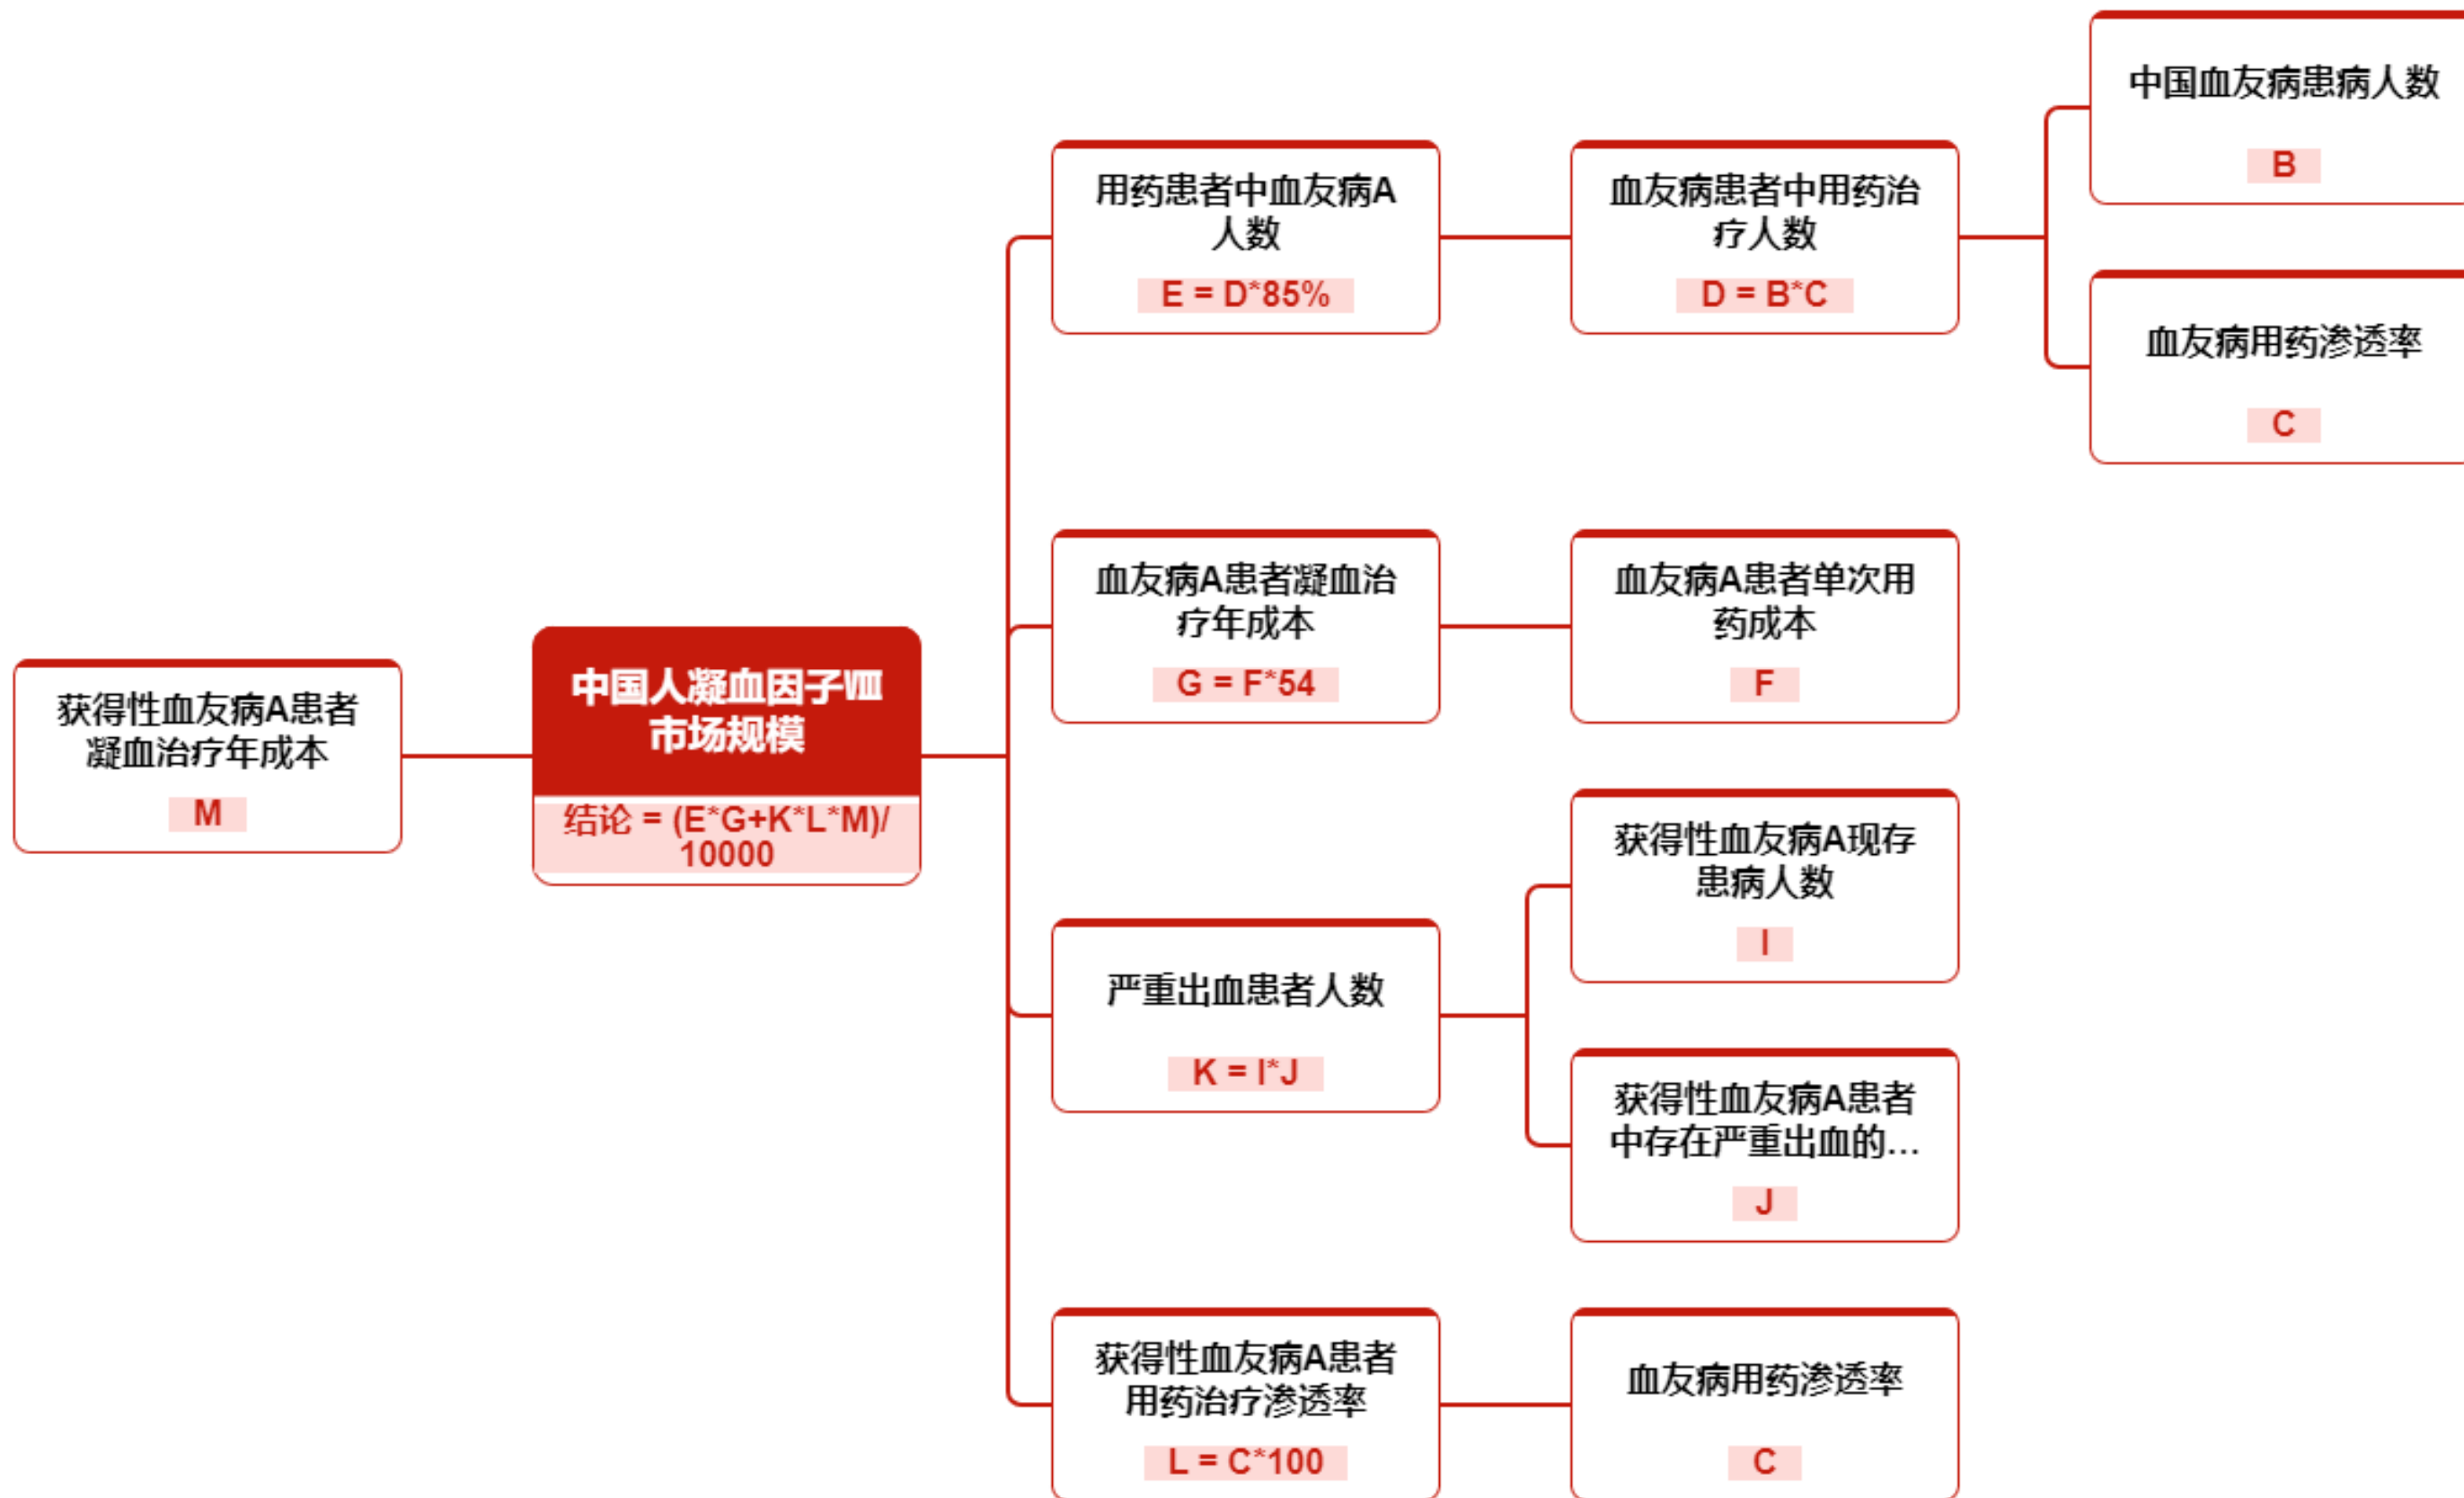 中国血友病患病人数
B
用药患者中血友病A
人数
E = D*85%
血友病患者中用药治
疗人数
D = B*C
血友病用药渗透率
C
血友病A患者凝血治
疗年成本
G = F*54
血友病A患者单次用
药成本
F
获得性血友病A患者
凝血治疗年成本
M
中国人凝血因子Ⅷ
市场规模
结论 = (E*G+K*L*M)/
10000
获得性血友病A现存
患病人数
I
严重出血患者人数
K = I*J
获得性血友病A患者
中存在严重出血的...
J
获得性血友病A患者
用药治疗渗透率
L = C*100
血友病用药渗透率
C